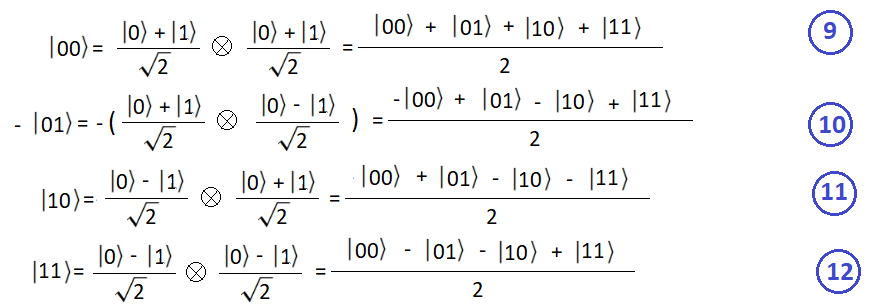 |00⟩ = (|0⟩ + |1⟩)/√2 ⊗ (|0⟩ + |1⟩)/√2 = (|00⟩ + |01⟩ + |10⟩ + |11⟩)/2 9
- |01⟩ = - ( (|0⟩ + |1⟩)/√2 ⊗ (|0⟩ - |1⟩)/√2 ) = (-|00⟩ + |01⟩ - |10⟩ + |11⟩)/2 10
|10⟩ = (|0⟩ - |1⟩)/√2 ⊗ (|0⟩ + |1⟩)/√2 = (|00⟩ + |01⟩ - |10⟩ - |11⟩)/2 11
|11⟩ = (|0⟩ - |1⟩)/√2 ⊗ (|0⟩ - |1⟩)/√2 = (|00⟩ - |01⟩ - |10⟩ + |11⟩)/2 12